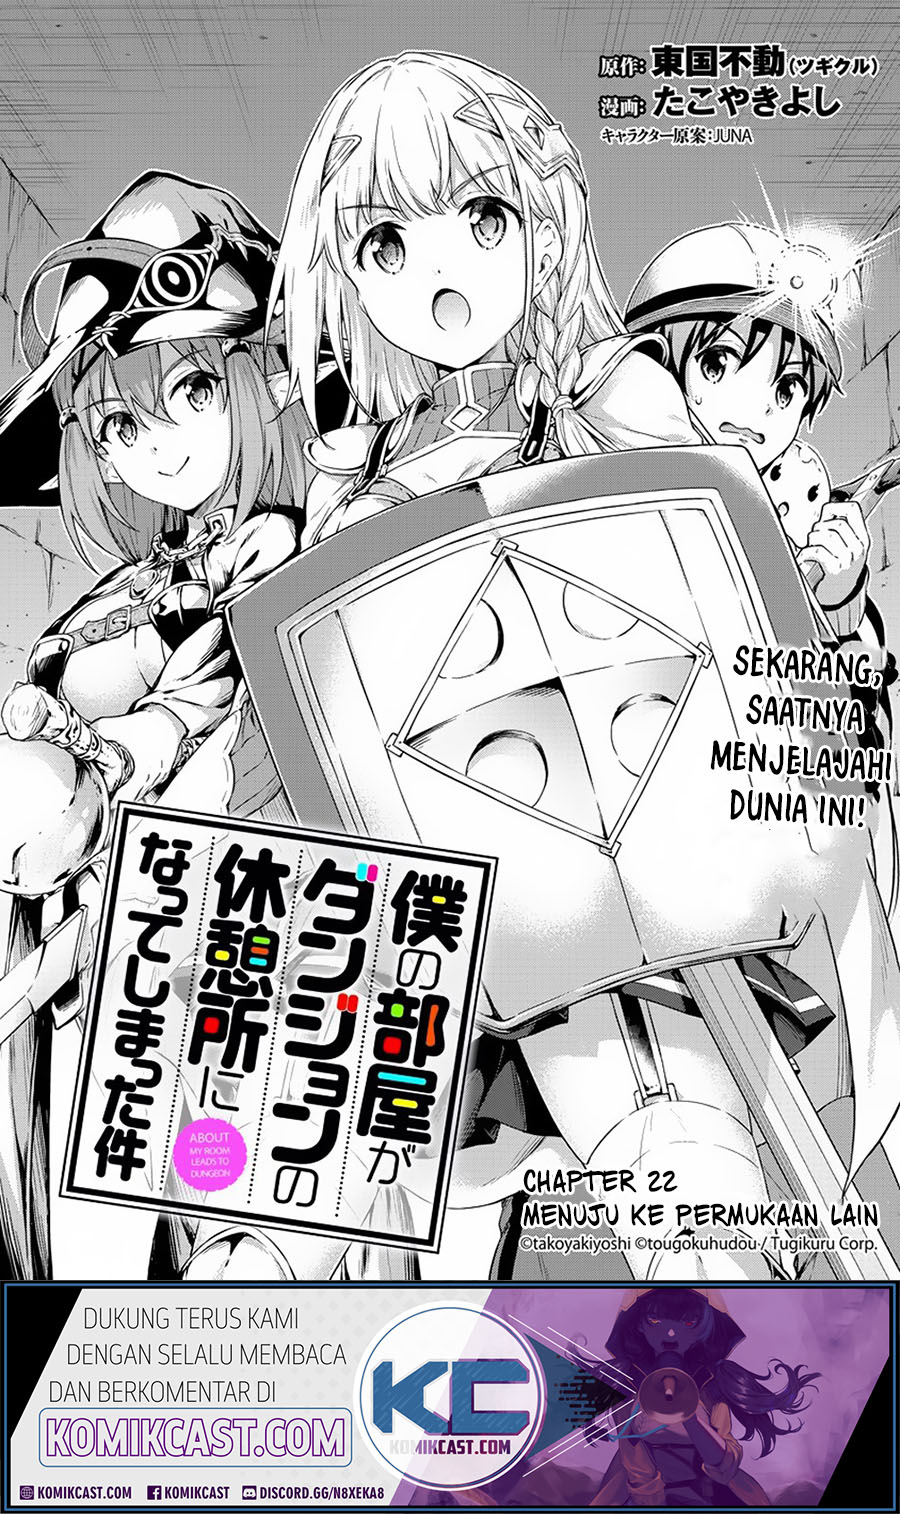 原作：東国不動（ツギクル）
漫画：たこやきよし
キャラクター原案：JUNA
SEKARANG,
SAATNYA
MENJELAJAHI
DUNIA INI!
僕の部屋が
ダンジョンの
休憩所に
なってしまった件
ABOUT
MY ROOM
LEADS TO
DUNGEON
CHAPTER 22
MENUJU KE PERMUKAAN LAIN
©takoyakiyoshi ©tougokuhudou / Tugikuru Corp.
DUKUNG TERUS KAMI
DENGAN SELALU MEMBACA
DAN BERKOMENTAR DI
KOMIKCAST.COM
KC
KOMIKCAST.COM
KOMIKCAST.COM KOMIKCAST DISCORD.GG/N8XEKA8